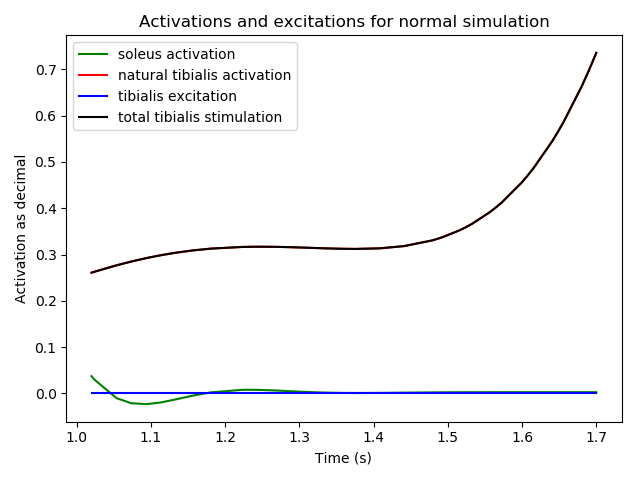 Activations and excitations for normal simulation
soleus activation
natural tibialis activation
tibialis excitation
total tibialis stimulation
Activation as decimal
0.7
0.6
0.5
0.4
0.3
0.2
0.1
0.0
1.0 1.1 1.2 1.3 1.4 1.5 1.6 1.7
Time (s)